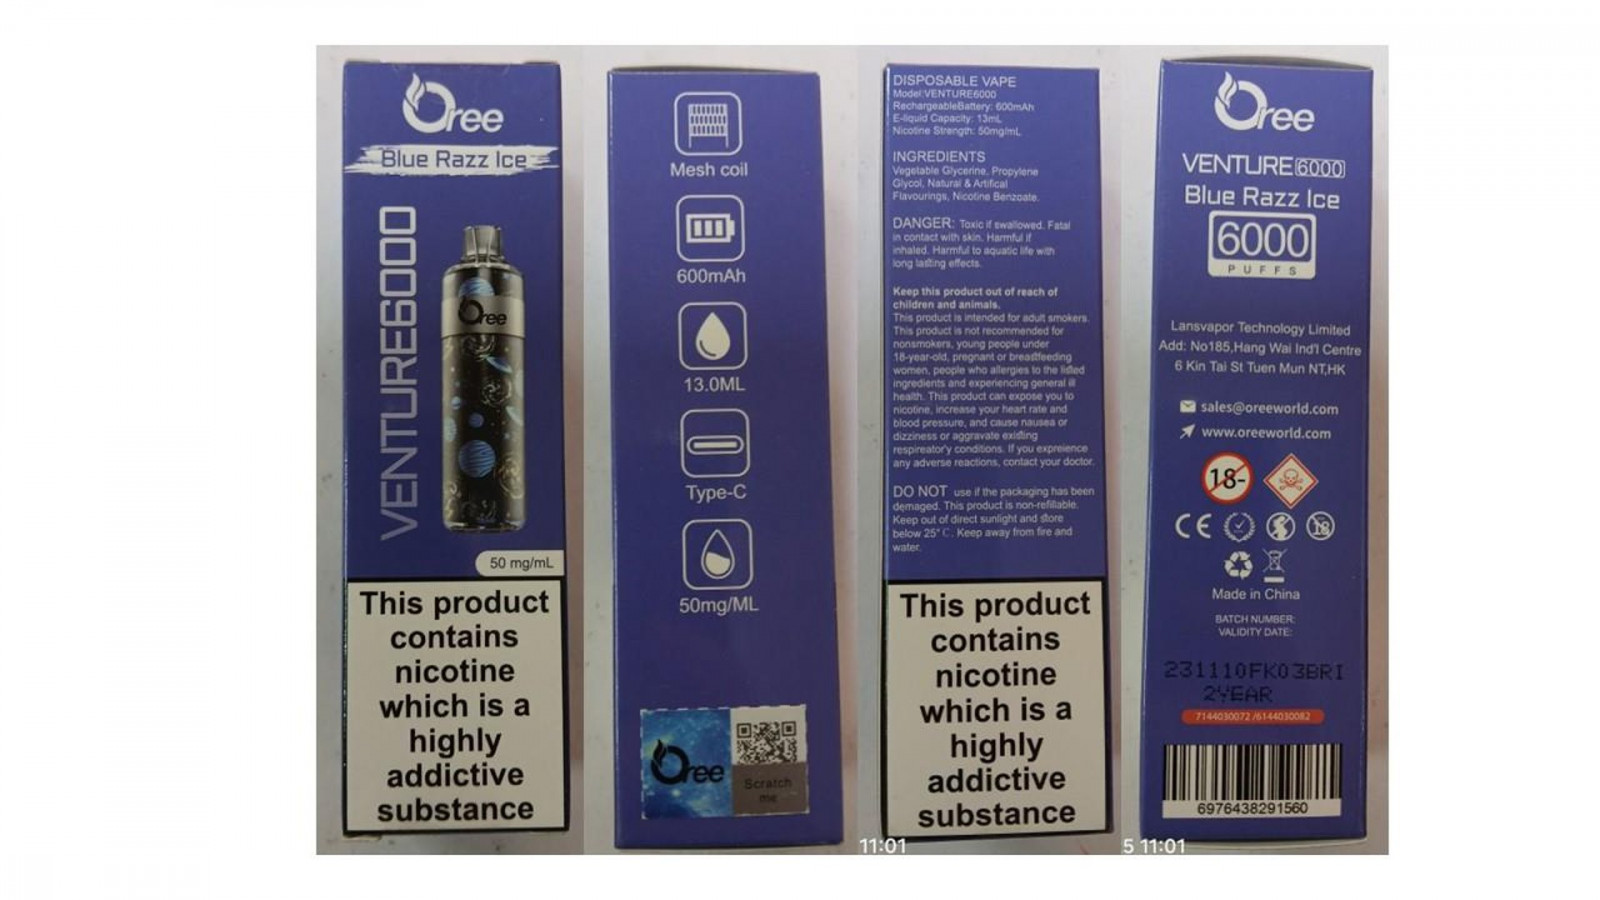 Oree
Blue Razz Ice
VENTURE6000
Oree
50 mg/mL
This product
contains
nicotine
which is a
highly
addictive
substance
Mesh coil
600mAh
13.0ML
Type-C
50mg/ML
Oree
Scratch
me
DISPOSABLE VAPE
Model:VENTURE6000
RechargeableBattery: 600mAh
E-liquid Capacity: 13mL
Nicotine Strength: 50mg/mL
INGREDIENTS
Vegetable Glycerine, Propylene
Glycol, Natural & Artifical
Flavourings, Nicotine Benzoate.
DANGER: Toxic if swallowed. Fatal
in contact with skin. Harmful if
inhaled. Harmful to aquatic life with
long lasting effects.
Keep this product out of reach of
children and animals.
This product is intended for adult smokers.
This product is not recommended for
nonsmokers, young people under
18-year-old, pregnant or breastfeeding
women, people who allergies to the listed
ingredients and experiencing general ill
health. This product can expose you to
nicotine, increase your heart rate and
blood pressure, and cause nausea or
dizziness or aggravate existing
respireator'y conditions. If you expreience
any adverse reactions, contact your doctor.
DO NOT use if the packaging has been
damaged. This product is non-refillable.
Keep out of direct sunlight and store
below 25°C. Keep away from fire and
water.
This product
contains
nicotine
which is a
highly
addictive
substance
11:01
Oree
VENTURE 6000
Blue Razz Ice
6000
PUFFS
Lansvapor Technology Limited
Add: No185,Hang Wai Ind'l Centre
6 Kin Tai St Tuen Mun NT,HK
sales@oreeworld.com
www.oreeworld.com
18-
CE
18
Made in China
BATCH NUMBER:
VALIDITY DATE:
231110FK03BRI
2YEAR
7144030072 /6144030082
6976438291560
5 11:01